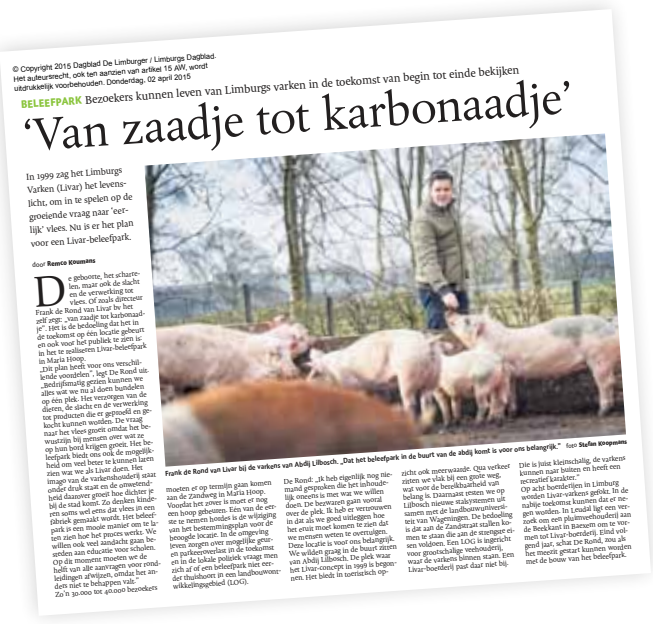 © Copyright 2015 Dagblad De Limburger / Limburgs Dagblad.
Het auteursrecht, ook ten aanzien van artikel 15 AW, wordt
uitdrukkelijk voorbehouden. Donderdag, 02 april 2015
BELEEFPARK Bezoekers kunnen leven van Limburgs varken in de toekomst van begin tot einde bekijken
‘Van zaadje tot karbonaadje’
In 1999 zag het Limburgs
Varken (Livar) het levens-
licht, om in te spelen op de
groeiende vraag naar ‘eer-
lijk’ vlees. Nu is er het plan
voor een Livar-beleefpark.
door Remco Koumans
De geboorte, het scharre-
len, maar ook de slacht
en de verwerking tot
vlees. Of zoals directeur
Frank de Rond van Livar bv het
zelf zegt: „van zaadje tot karbonaad-
je”. Het is de bedoeling dat het in
de toekomst op één locatie gebeurt
en ook voor het publiek te zien is:
in het te realiseren Livar-beleefpark
in Maria Hoop.
„Dit plan heeft voor ons verschil-
lende voordelen”, legt De Rond uit.
„Bedrijfsmatig gezien kunnen we
alles wat we nu al doen bundelen
op één plek. Het verzorgen van de
dieren, de slacht en de verwerking
tot producten die er geproefd en ge-
kocht kunnen worden. De vraag
naar het vlees groeit omdat het be-
wustzijn bij mensen over wat ze
op hun bord krijgen groeit. Het be-
leefpark biedt ons ook de mogelijk-
heid om veel beter te kunnen laten
zien wat we als Livar doen. Het
imago van de varkenshouderij staat
onder druk staat en de onwetend-
heid daarover groeit hoe dichter je
bij de stad komt. Zo denken kinde-
ren soms wel eens dat vlees in een
fabriek gemaakt wordt. Het beleef-
park is een mooie manier om te la-
ten zien hoe het proces werkt. We
willen ook veel aandacht gaan be-
steden aan educatie voor scholen.
Op dit moment moeten we de
helft van alle aanvragen voor rond-
leidingen afwijzen, omdat het an-
ders niet te behappen valt.”
Zo’n 30.000 tot 40.000 bezoekers
Frank de Rond van Livar bij de varkens van Abdij Lilbosch. „Dat het beleefpark in de buurt van de abdij komt is voor ons belangrijk.” foto Stefan Koopmans
moeten er op termijn gaan komen
aan de Zandweg in Maria Hoop.
Voordat het zover is moet er nog
een hoop gebeuren. Eén van de eer-
ste te nemen hordes is de wijziging
van het bestemmingsplan voor de
beoogde locatie. In de omgeving
leven zorgen over mogelijke geur-
en parkeeroverlast in de toekomst
en in de lokale politiek vraagt men
zich af of een beleefpark niet eer-
der thuishoort in een landbouwont-
wikkelingsgebied (LOG).
De Rond: „Ik heb eigenlijk nog nie-
mand gesproken die het inhoude-
lijk oneens is met wat we willen
doen. De bezwaren gaan vooral
over de plek. Ik heb er vertrouwen
in dat als we goed uitleggen hoe
het eruit moet komen te zien dat
we mensen weten te overtuigen.
Deze locatie is voor ons belangrijk.
We wilden graag in de buurt zitten
van Abdij Lilbosch. De plek waar
het Livar-concept in 1999 is begon-
nen. Het biedt in toeristisch op-
zicht ook meerwaarde. Qua verkeer
zitten we vlak bij een grote weg,
wat voor de bereikbaarheid van
belang is. Daarnaast testen we op
Lilbosch nieuwe stalsystemen uit
samen met de landbouwuniversi-
teit van Wageningen. De bedoeling
is dat aan de Zandstraat stallen ko-
men te staan die aan de strengste ei-
sen voldoen. Een LOG is ingericht
voor grootschalige veehouderij,
waar de varkens binnen staan. Een
Livar-boerderij past daar niet bij.
Die is juist kleinschalig, de varkens
kunnen naar buiten en heeft een
recreatief karakter.”
Op acht boerderijen in Limburg
worden Livar-varkens gefokt. In de
nabije toekomst kunnen dat er ne-
gen worden. In Leudal ligt een ver-
zoek om een pluimveehouderij aan
de Beekkant in Baexem om te vor-
men tot Livar-boerderij. Eind vol-
gend jaar, schat De Rond, zou als
het meezit gestart kunnen worden
met de bouw van het beleefpark.